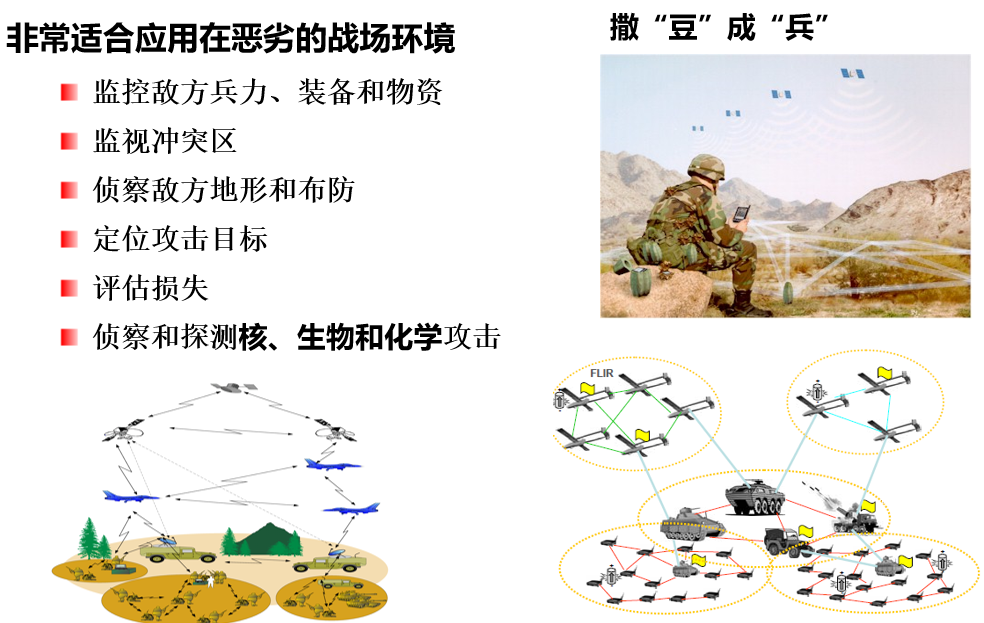 非常适合应用在恶劣的战场环境
监控敌方兵力、装备和物资
监视冲突区
侦察敌方地形和布防
定位攻击目标
评估损失
侦察和探测核、生物和化学攻击
撒“豆”成“兵”
FLIR